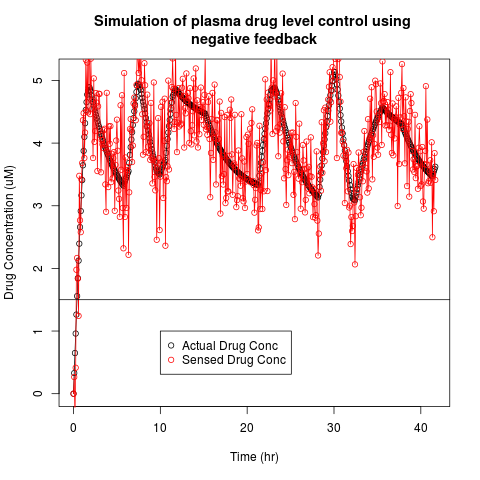 Simulation of plasma drug level control using
negative feedback
Drug Concentration (uM)
5
4
3
2
1
0
Actual Drug Conc
Sensed Drug Conc
0 10 20 30 40
Time (hr)